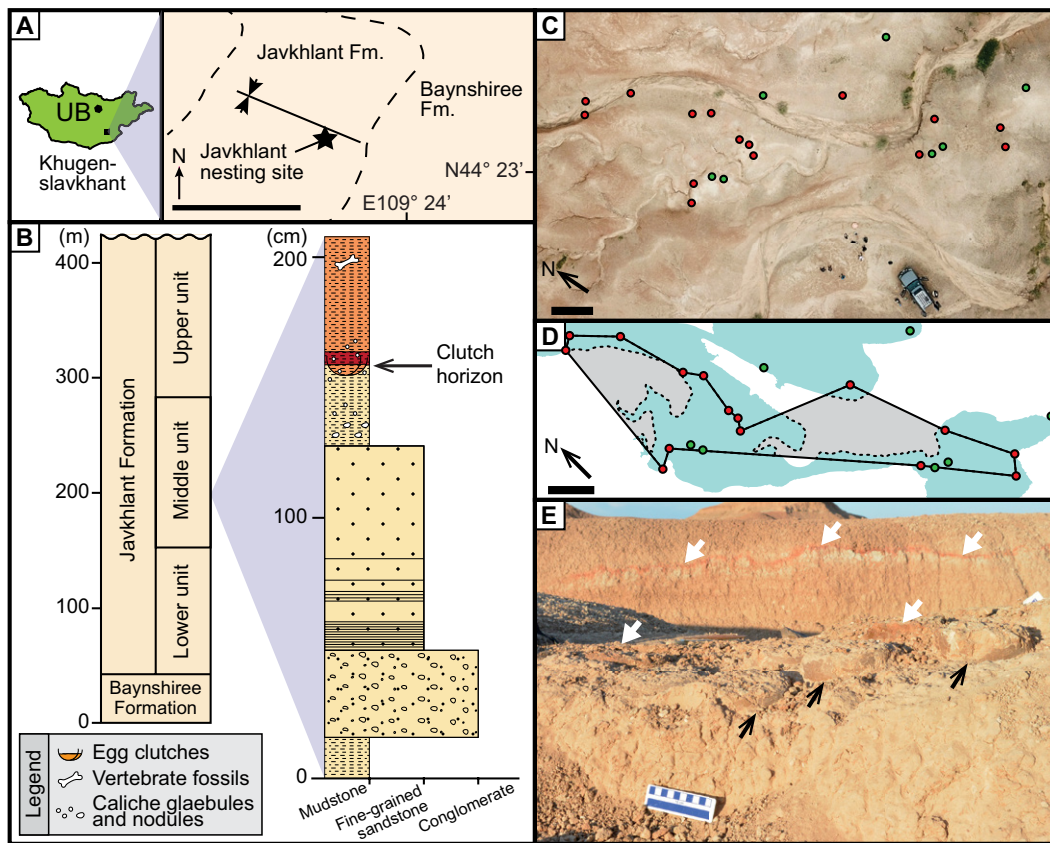 A
UB
Khugen-
slavkhant
Javkhlant Fm.
Baynshiree
Fm.
Javkhlant
nesting site
N
N44° 23’
E109° 24’
B
(m)
400
300
200
100
0
Javkhlant Formation
Upper unit
Middle unit
Lower unit
Baynshiree
Formation
(cm)
200
100
0
Clutch
horizon
Mudstone
Fine-grained
sandstone
Conglomerate
Legend
Egg clutches
Vertebrate fossils
Caliche glaebules
and nodules
C
N
D
N
E